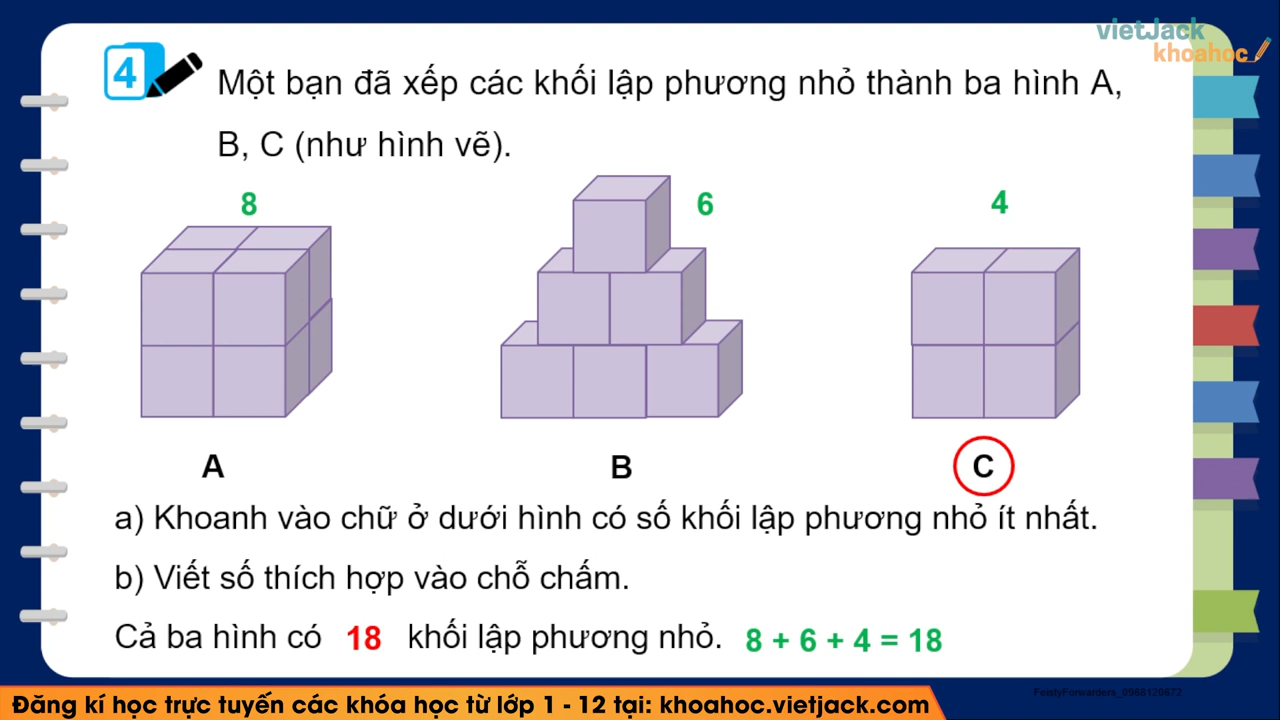 vietJack
khoahoc
4
Một bạn đã xếp các khối lập phương nhỏ thành ba hình A,
B, C (như hình vẽ).
8
6
4
A
B
C
a) Khoanh vào chữ ở dưới hình có số khối lập phương nhỏ ít nhất.
b) Viết số thích hợp vào chỗ chấm.
Cả ba hình có 18 khối lập phương nhỏ. 8 + 6 + 4 = 18
FeistyForwarders_0968120672
Đăng kí học trực tuyến các khóa học từ lớp 1 - 12 tại: khoahoc.vietjack.com